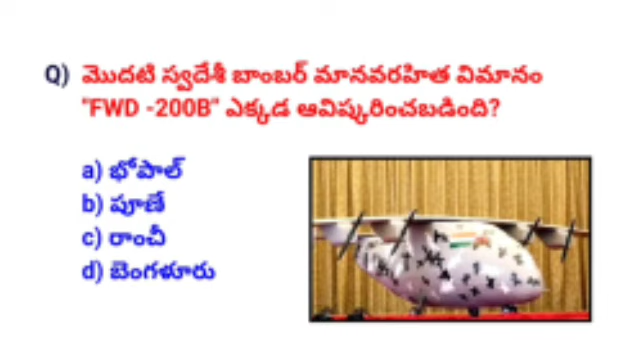 Q) మొదటి స్వదేశీ బాంబర్ మానవరహిత విమానం
"FWD -200B" ఎక్కడ ఆవిష్కరించబడింది?
a) భోపాల్
b) పూణే
c) రాంచీ
d) బెంగళూరు